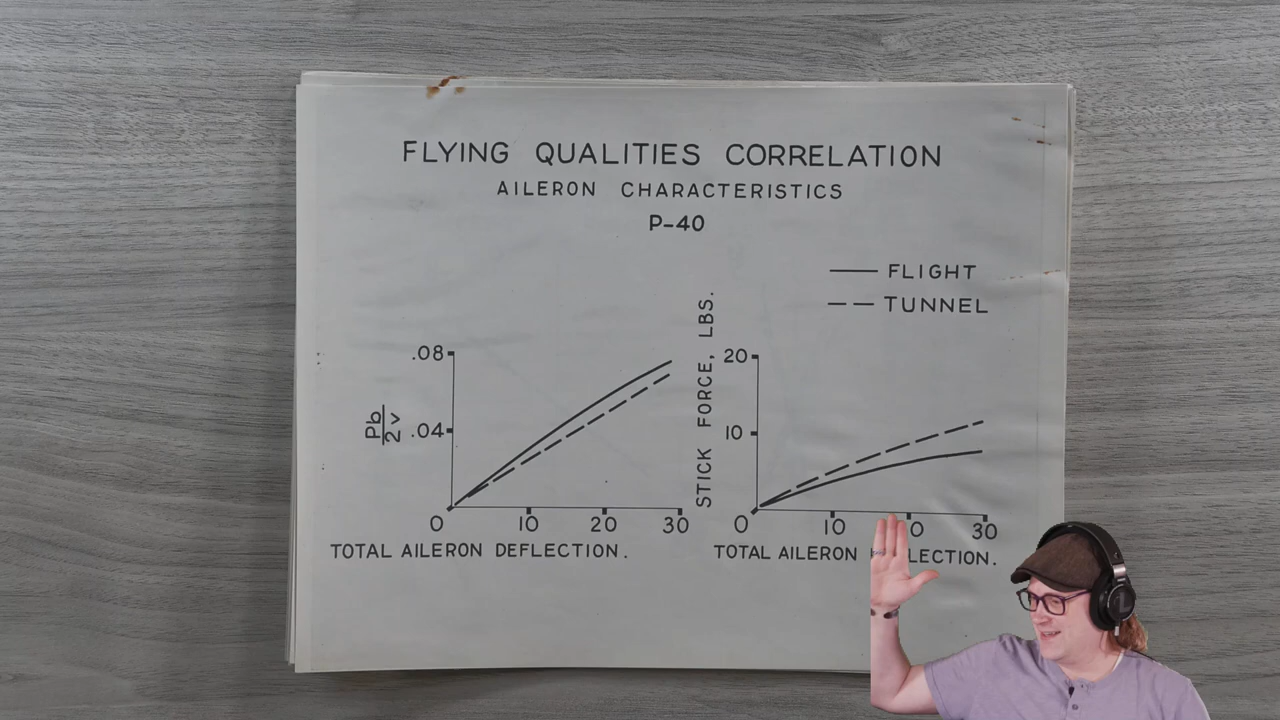 FLYING QUALITIES CORRELATION
AILERON CHARACTERISTICS
P-40
FLIGHT
TUNNEL
.08
.04
Pb
2V
0 10 20 30
TOTAL AILERON DEFLECTION.
STICK FORCE, LBS.
20
10
0 10 30
TOTAL AILERON